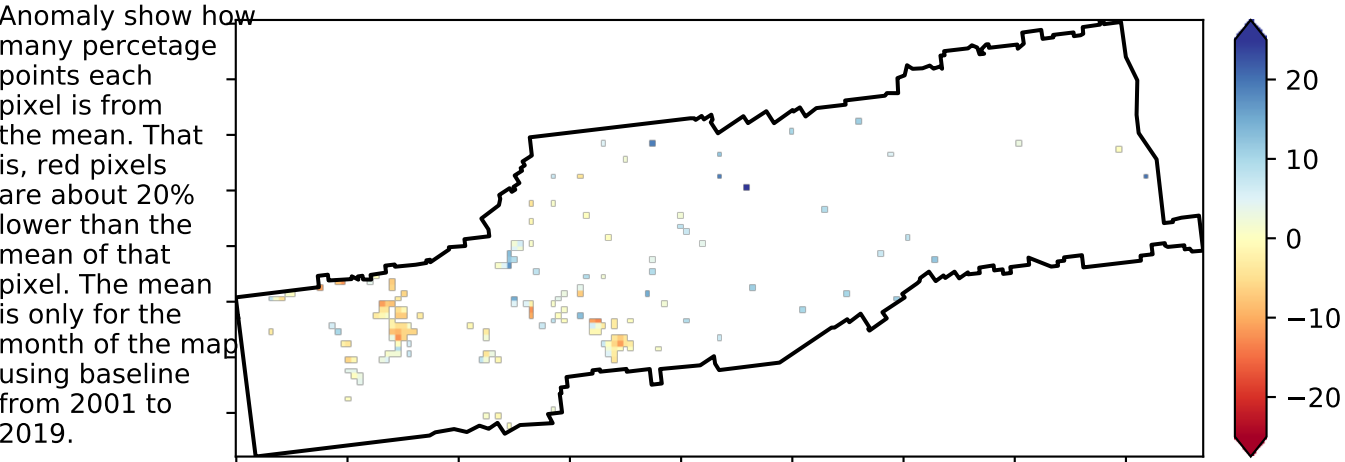 Anomaly show how
many percetage
points each
pixel is from
the mean. That
is, red pixels
are about 20%
lower than the
mean of that
pixel. The mean
is only for the
month of the map
using baseline
from 2001 to
2019.
20
10
0
−10
−20